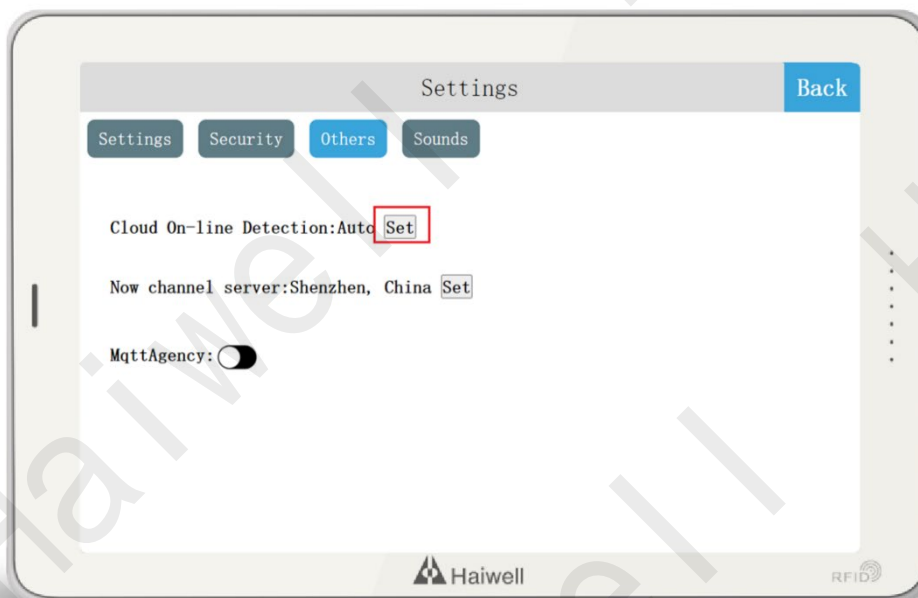 Settings
Back
Settings Security Others Sounds
Cloud On-line Detection:Auto Set
Now channel server:Shenzhen, China Set
MqttAgency:
Haiwell
RFID
Haiwell